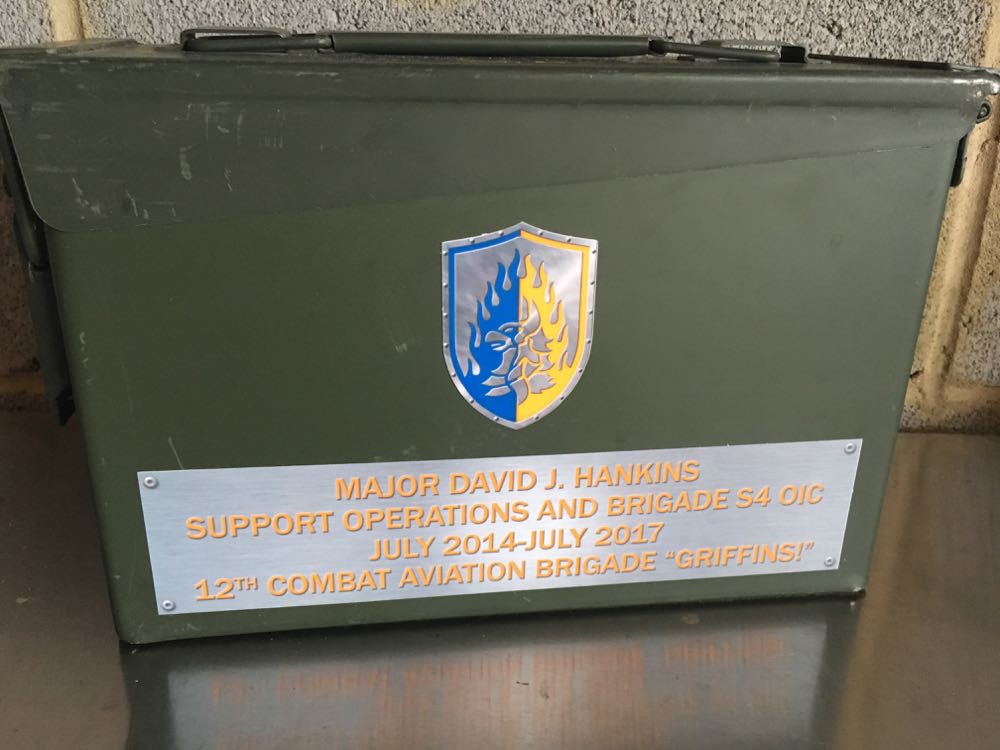 MAJOR DAVID J. HANKINS
SUPPORT OPERATIONS AND BRIGADE S4 OIC
JULY 2014-JULY 2017
12TH COMBAT AVIATION BRIGADE “GRIFFINS!”